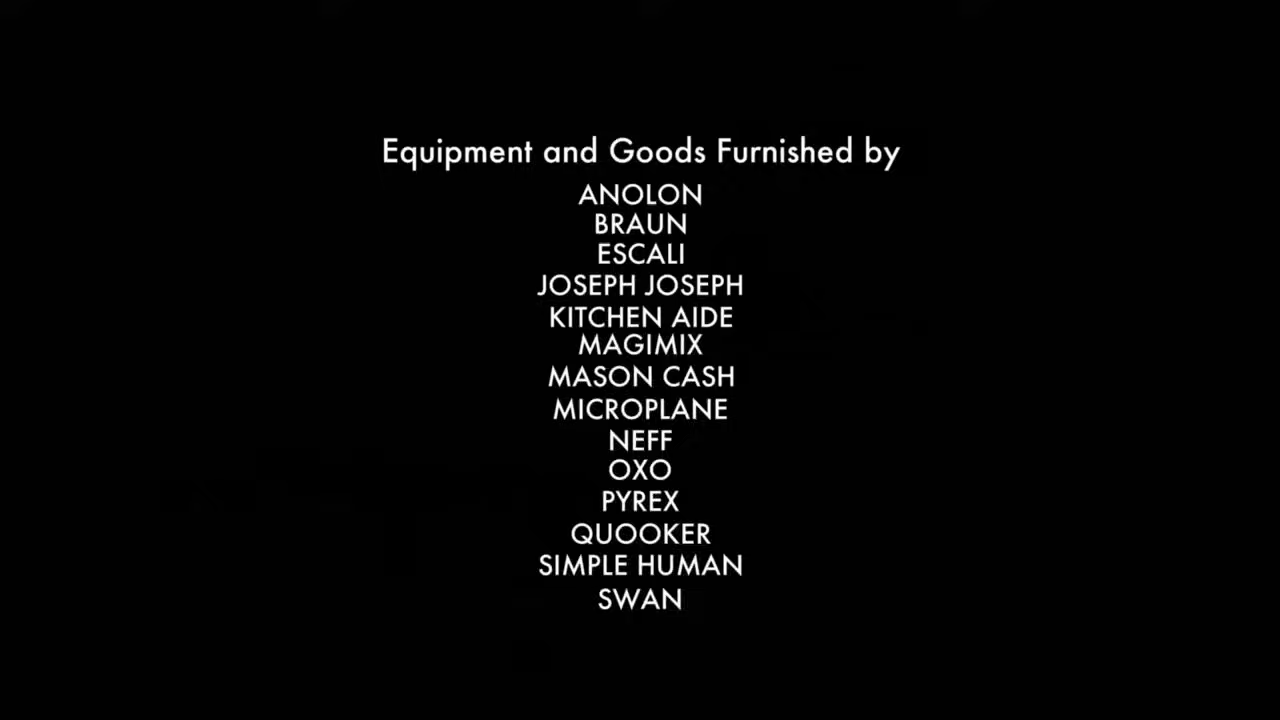 Equipment and Goods Furnished by
ANOLON
BRAUN
ESCALI
JOSEPH JOSEPH
KITCHEN AIDE
MAGIMIX
MASON CASH
MICROPLANE
NEFF
OXO
PYREX
QUOOKER
SIMPLE HUMAN
SWAN